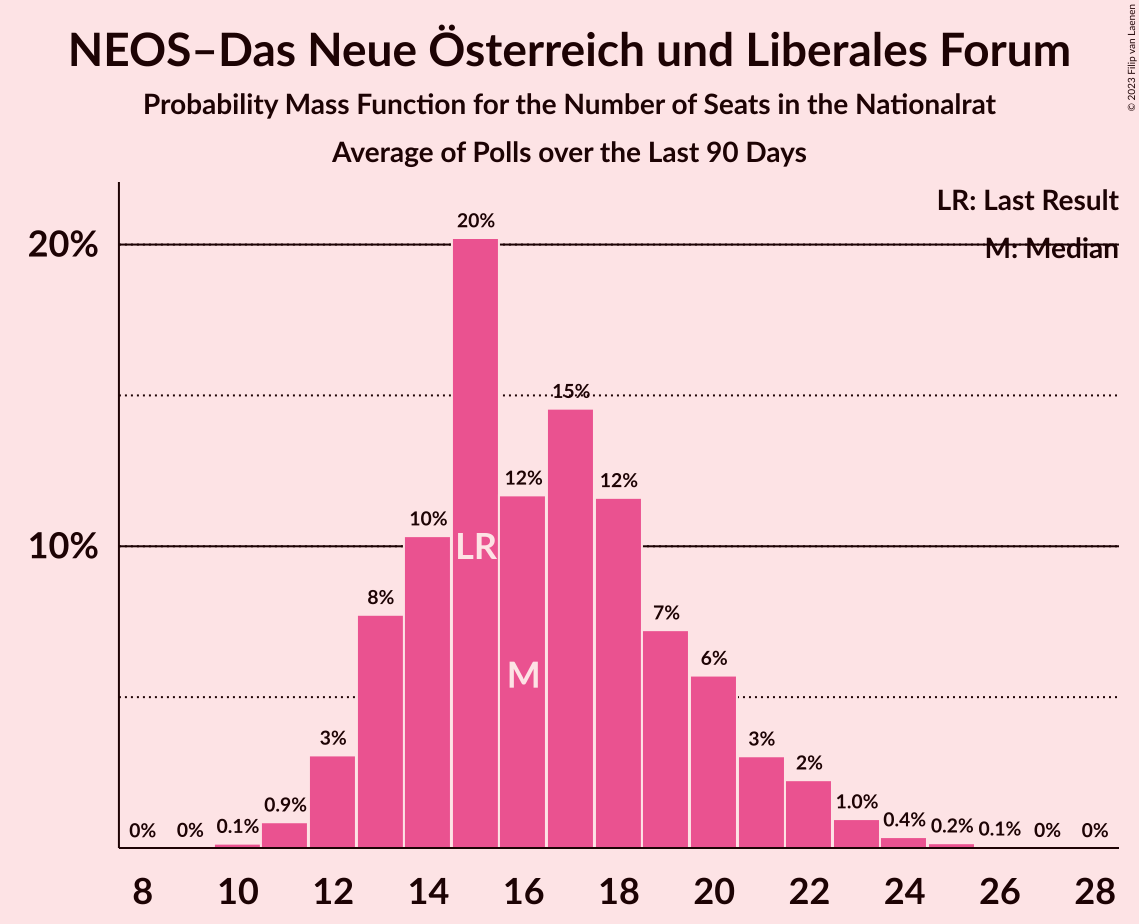 NEOS–Das Neue Österreich und Liberales Forum
Probability Mass Function for the Number of Seats in the Nationalrat
Average of Polls over the Last 90 Days
© 2023 Filip van Laenen
LR: Last Result
M: Median
20%
10%
0%
0%
0.1%
0.9%
3%
8%
10%
20%
12%
15%
12%
7%
6%
3%
2%
1.0%
0.4%
0.2%
0.1%
0%
0%
LR
M
8 10 12 14 16 18 20 22 24 26 28